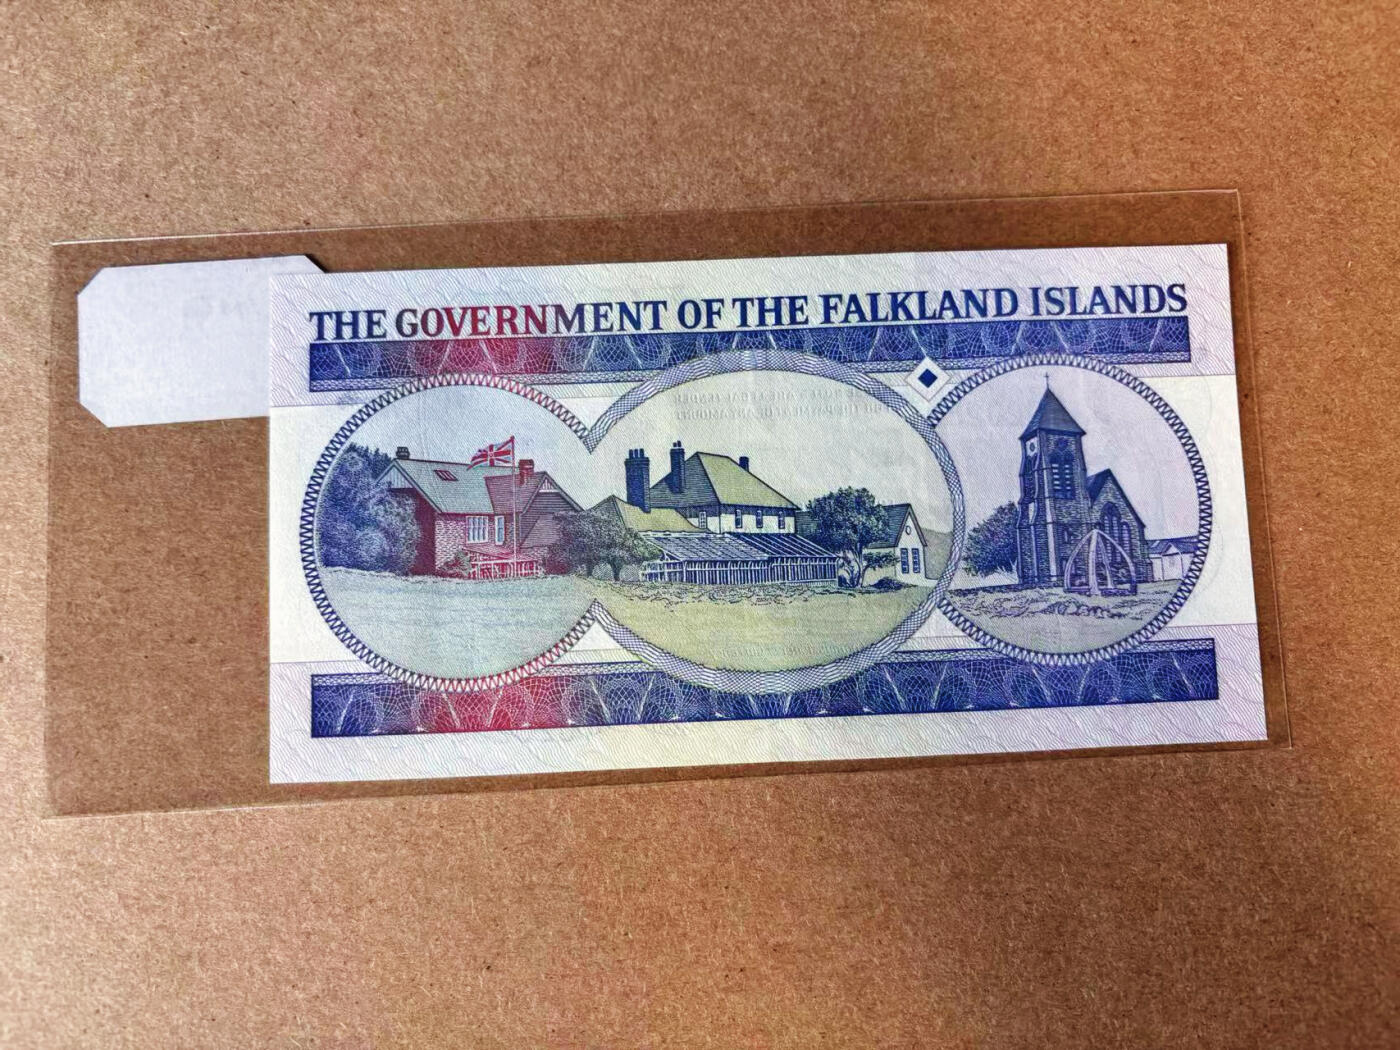 THE GOVERNMENT OF THE FALKLAND ISLANDS